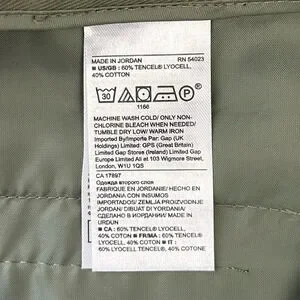 MADE IN JORDAN RN 54023
■ US/GB : 60% TENCEL® LYOCELL,
40% COTTON
30
1166
MACHINE WASH COLD/ ONLY NON-
CHLORINE BLEACH WHEN NEEDED/
TUMBLE DRY LOW/ WARM IRON
Imported By/Importé Par: Gap (UK
Holdings) Limited: GPS (Great Britain)
Limited Gap Stores (Ireland) Limited Gap
Europe Limited All at 103 Wigmore Street,
London, W1U 1QS
CA 17897
Одежда второго слоя
FABRIQUE EN JORDANIE/ HECHO EN
JORDANIA CON INSUMOS
IMPORTADOS/ ZEMLJA PROIZVODNJE
JORDAN/ DIBUAT DI YORDANIA/
СДЕЛАНО В ИОРДАНИИ/ MADE IN
URDUN
■ CA : 60% TENCEL® LYOCELL,
40% COTTON ■ FR/MA : 60% TENCEL®
LYOCELL, 40% COTON ■ IT :
60% TENCEL® LYOCELL, 40%